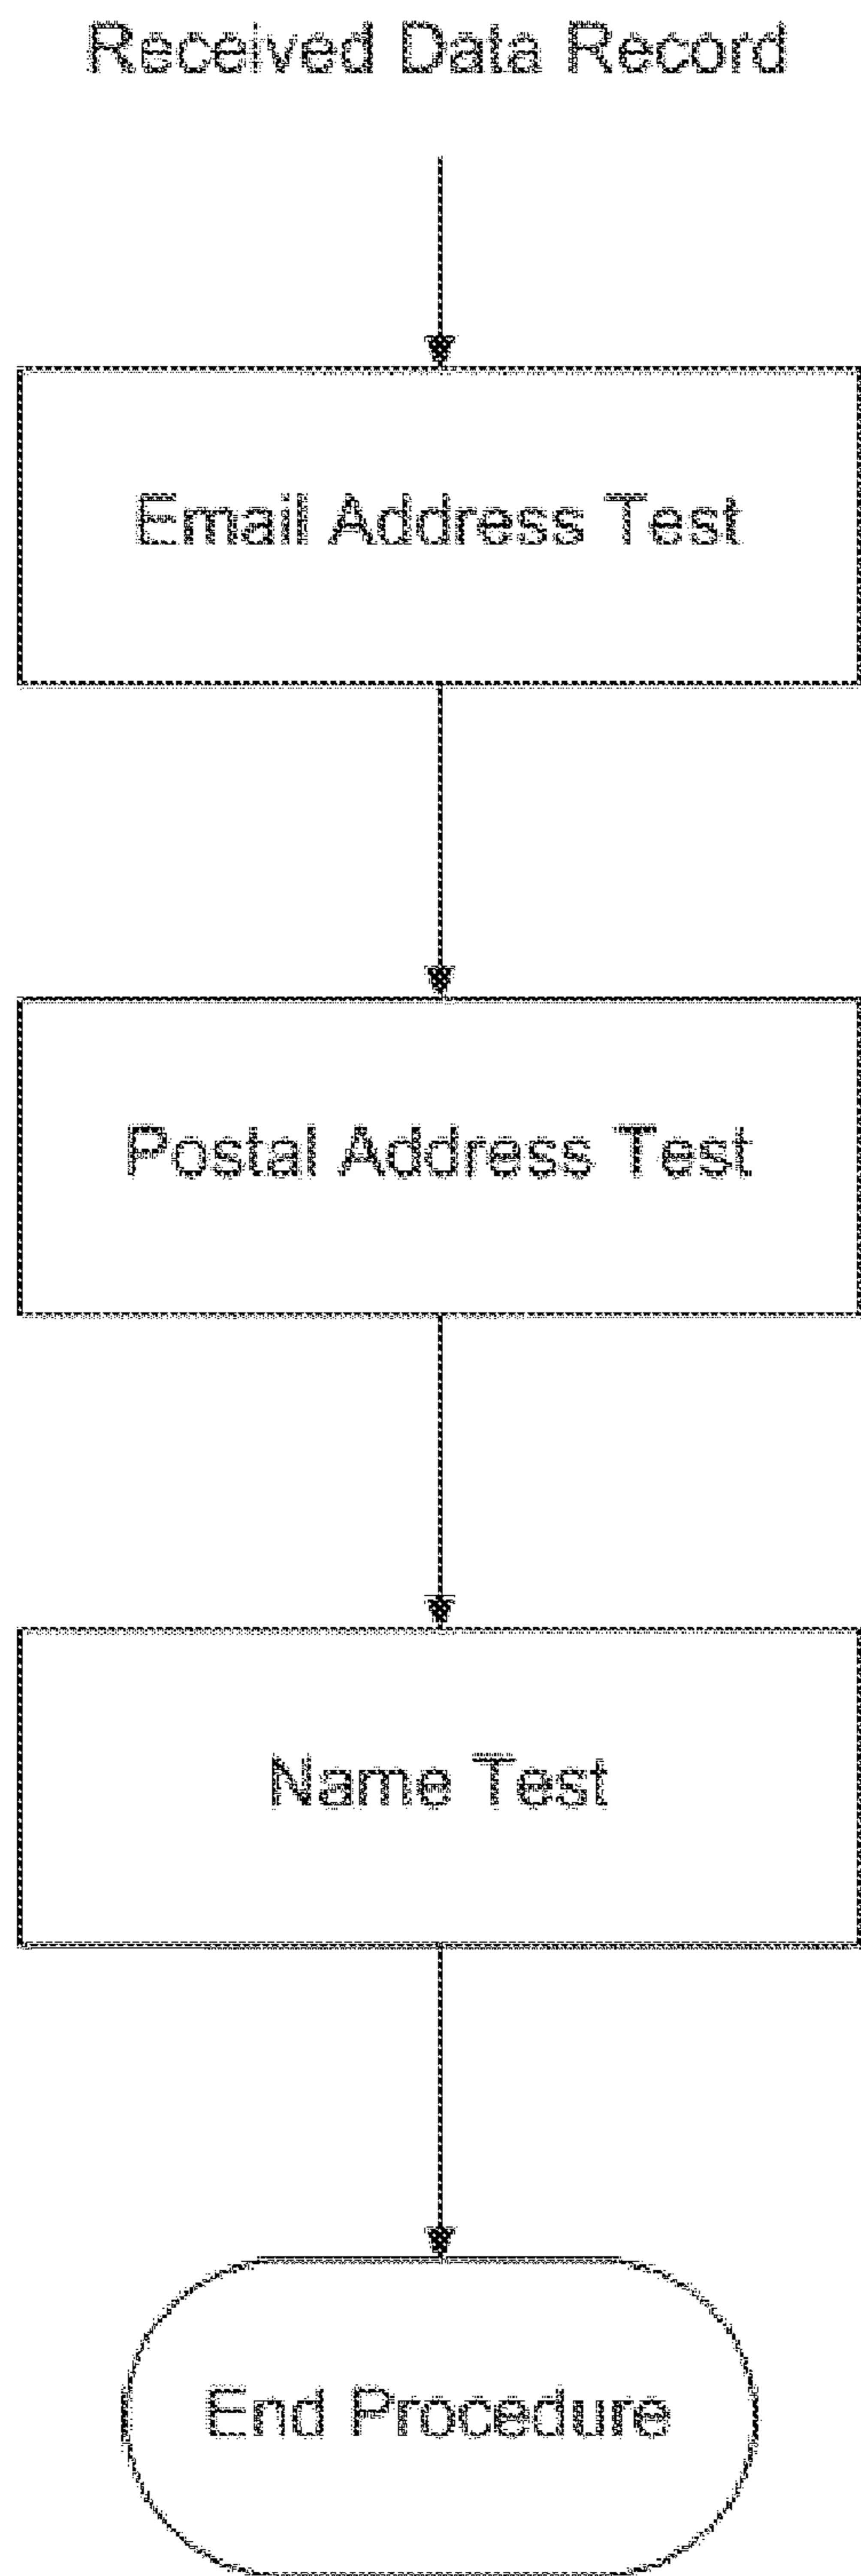 Received Data Record
Email Address Test
Postal Address Test
Name Test
End Procedure